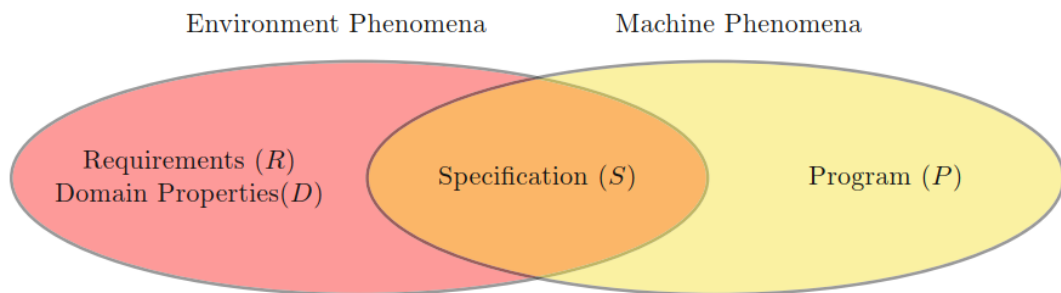 Environment Phenomena
Machine Phenomena
Requirements (R)
Domain Properties(D)
Specification (S)
Program (P)